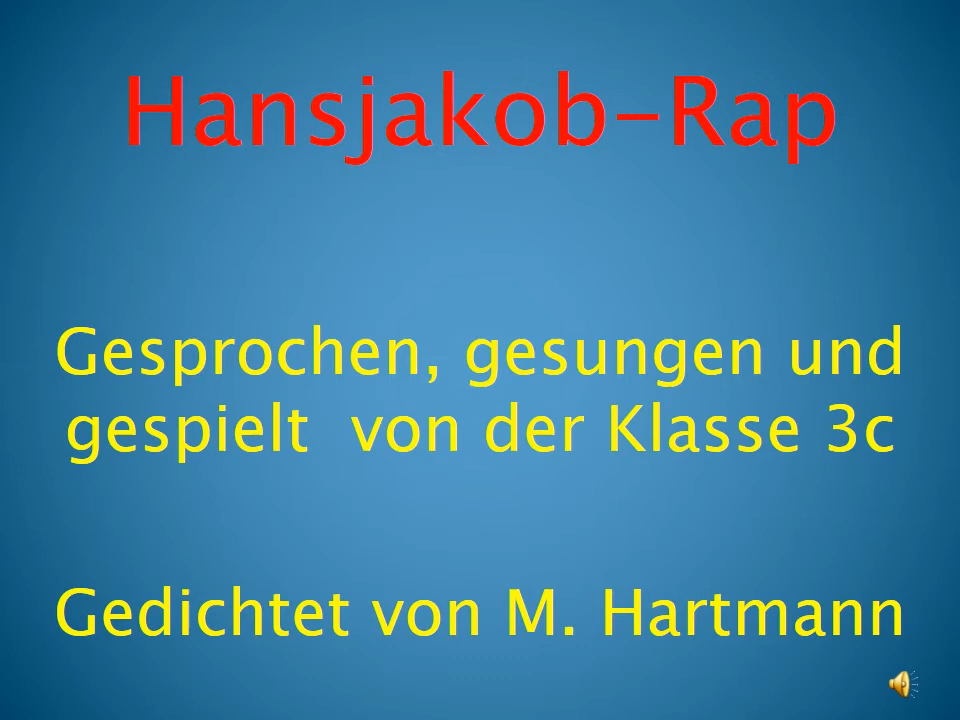 Hansjakob-Rap
Gesprochen, gesungen und
gespielt von der Klasse 3c
Gedichtet von M. Hartmann